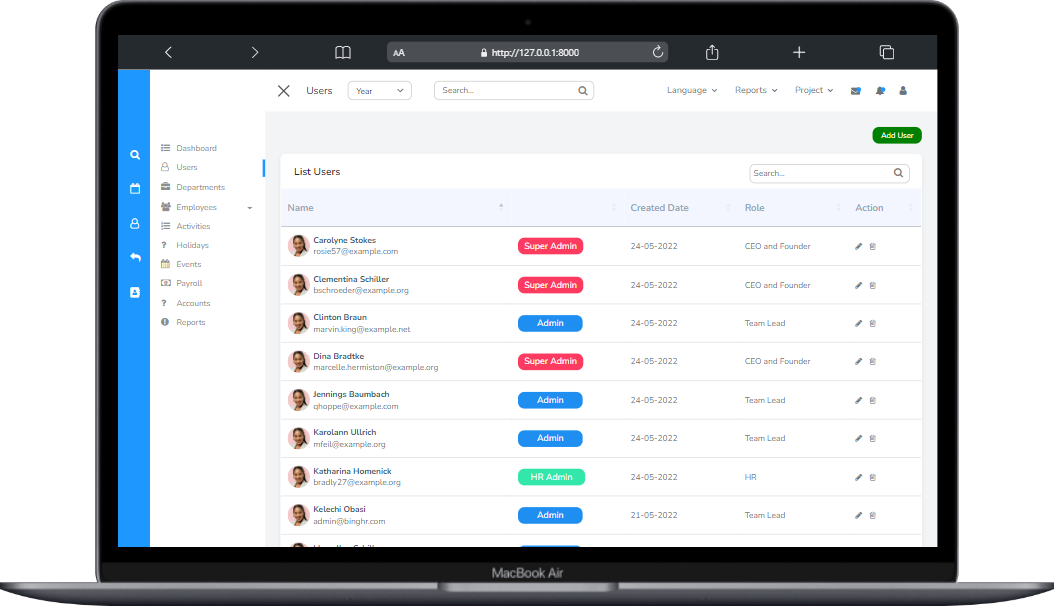 AA http://127.0.0.1:8000
Users Year Search... Language Reports Project
Add User
Dashboard
Users
Departments
Employees
Activities
? Holidays
Events
Payroll
? Accounts
Reports
List Users Search...
Name Created Date Role Action
Carolyne Stokes
rosie57@example.com
Super Admin 24-05-2022 CEO and Founder
Clementina Schiller
bschroeder@example.org
Super Admin 24-05-2022 CEO and Founder
Clinton Braun
marvin.king@example.net
Admin 24-05-2022 Team Lead
Dina Bradtke
marcelle.hermiston@example.org
Super Admin 24-05-2022 CEO and Founder
Jennings Baumbach
qhoppe@example.com
Admin 24-05-2022 Team Lead
Karolann Ullrich
mfeil@example.org
Admin 24-05-2022 Team Lead
Katharina Homenick
bradly27@example.org
HR Admin 24-05-2022 HR
Kelechi Obasi
admin@binghr.com
Admin 21-05-2022 Team Lead
MacBook Air